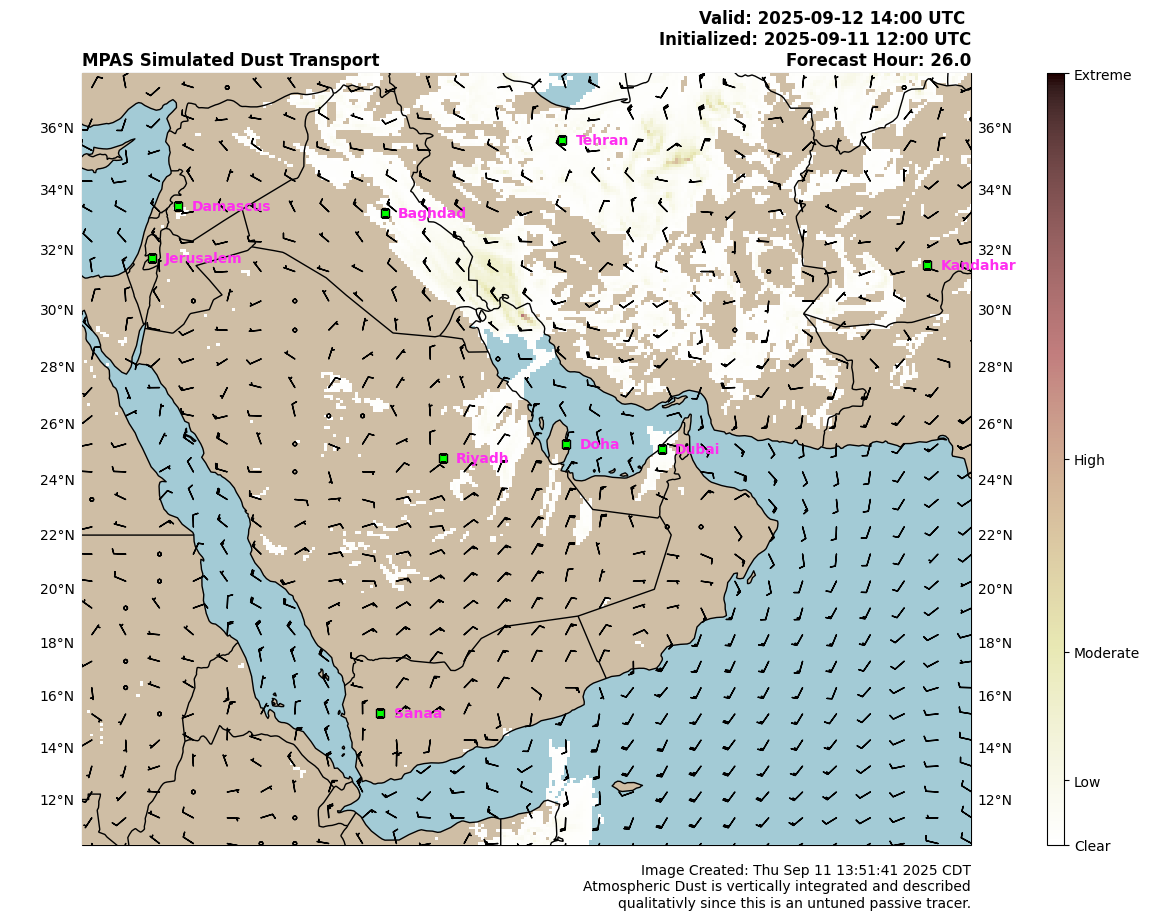 Valid: 2025-09-12 14:00 UTC
Initialized: 2025-09-11 12:00 UTC
MPAS Simulated Dust Transport
Forecast Hour: 26.0
Extreme
High
Moderate
Low
Clear
36°N
34°N
32°N
30°N
28°N
26°N
24°N
22°N
20°N
18°N
16°N
14°N
12°N
36°N
34°N
32°N
30°N
28°N
26°N
24°N
22°N
20°N
18°N
16°N
14°N
12°N
Tehran
Damascus
Baghdad
Jerusalem
Kandahar
Doha
Dubai
Riyadh
Sanaa
Image Created: Thu Sep 11 13:51:41 2025 CDT
Atmospheric Dust is vertically integrated and described
qualitativly since this is an untuned passive tracer.